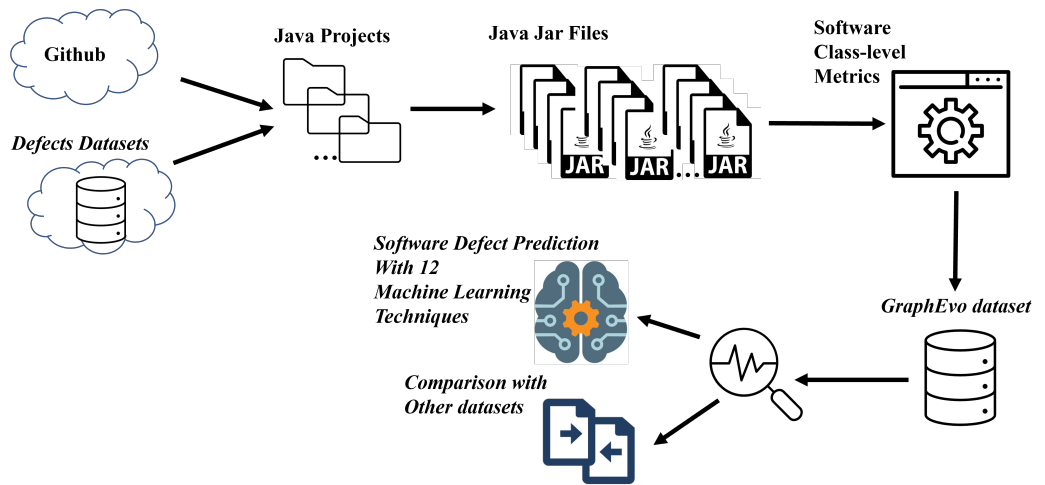 Github
Defects Datasets
Java Projects
...
Java Jar Files
JAR
JAR
...
JAR
Software
Class-level
Metrics
GraphEvo dataset
Software Defect Prediction
With 12
Machine Learning
Techniques
Comparison with
Other datasets